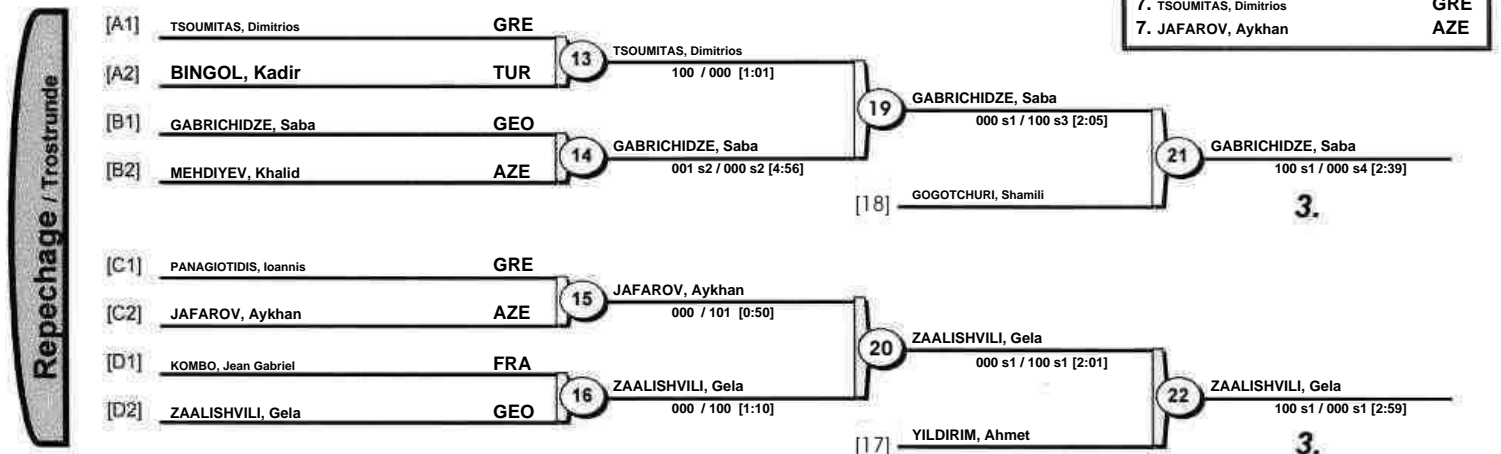 7. TSOUMITAS, Dimitrios GRE
7. JAFAROV, Aykhan AZE
Repechage / Trostrunde
[A1] TSOUMITAS, Dimitrios GRE
[A2] BINGOL, Kadir TUR
13
TSOUMITAS, Dimitrios
100 / 000 [1:01]
[B1] GABRICHIDZE, Saba GEO
[B2] MEHDIYEV, Khalid AZE
14
GABRICHIDZE, Saba
001 s2 / 000 s2 [4:56]
19
GABRICHIDZE, Saba
000 s1 / 100 s3 [2:05]
[18] GOGOTCHURI, Shamili
21
GABRICHIDZE, Saba
100 s1 / 000 s4 [2:39]
3.
[C1] PANAGIOTIDIS, Ioannis GRE
[C2] JAFAROV, Aykhan AZE
15
JAFAROV, Aykhan
000 / 101 [0:50]
[D1] KOMBO, Jean Gabriel FRA
[D2] ZAALISHVILI, Gela GEO
16
ZAALISHVILI, Gela
000 / 100 [1:10]
20
ZAALISHVILI, Gela
000 s1 / 100 s1 [2:01]
[17] YILDIRIM, Ahmet
22
ZAALISHVILI, Gela
100 s1 / 000 s1 [2:59]
3.